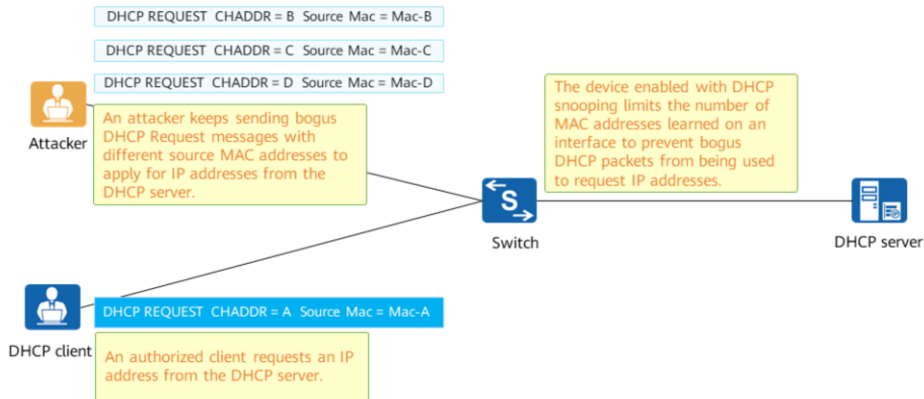 DHCP REQUEST CHADDR = B Source Mac = Mac-B
DHCP REQUEST CHADDR = C Source Mac = Mac-C
DHCP REQUEST CHADDR = D Source Mac = Mac-D
Attacker
An attacker keeps sending bogus
DHCP Request messages with
different source MAC addresses to
apply for IP addresses from the
DHCP server.
The device enabled with DHCP
snooping limits the number of
MAC addresses learned on an
interface to prevent bogus
DHCP packets from being used
to request IP addresses.
S
Switch
DHCP server
DHCP REQUEST CHADDR = A Source Mac = Mac-A
DHCP client
An authorized client requests an IP
address from the DHCP server.